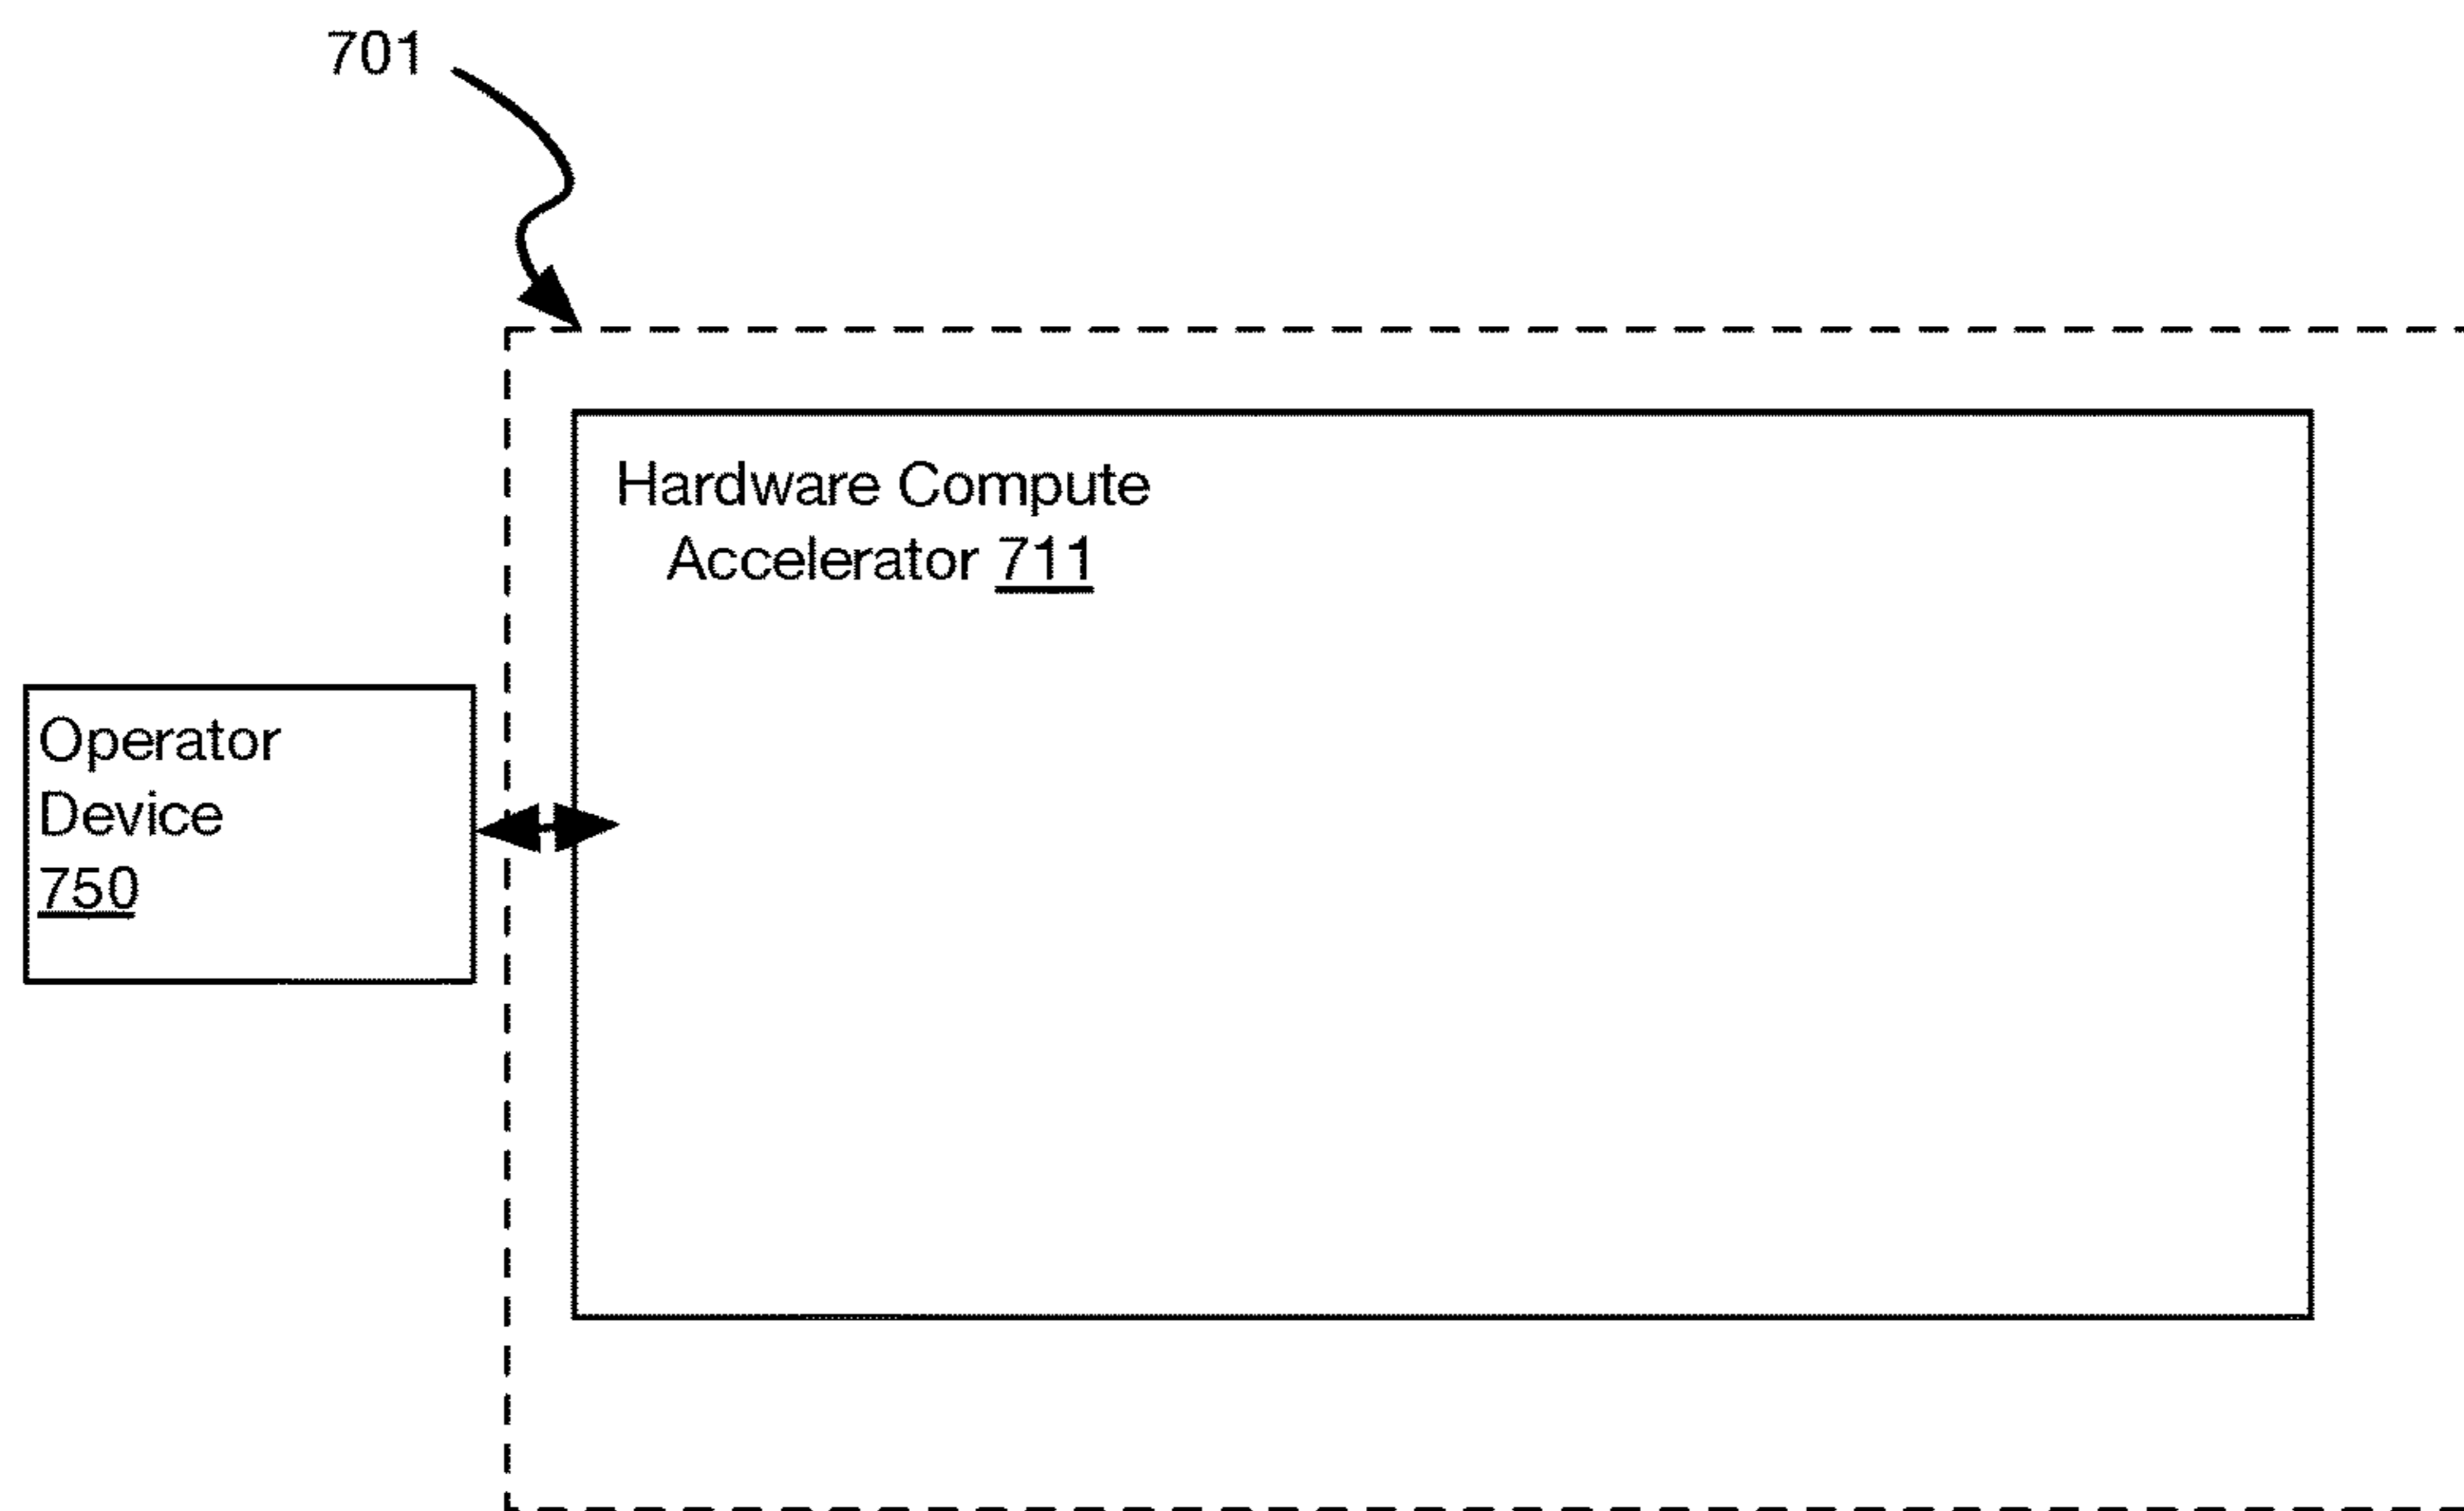 701
Hardware Compute
Accelerator 711
Operator
Device
750